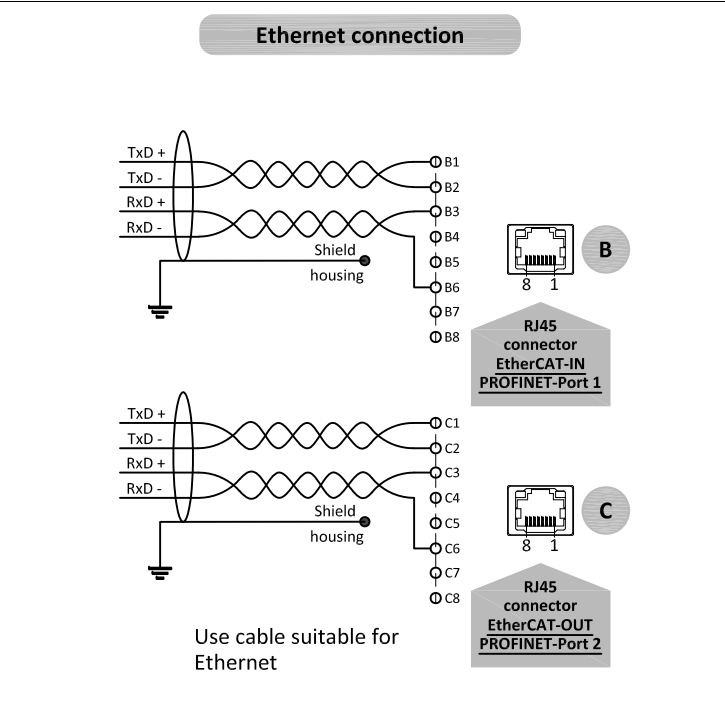 Ethernet connection
TxD +
TxD -
RxD +
RxD -
Shield
housing
B1
B2
B3
B4
B5
B6
B7
B8
8 1
B
RJ45
connector
EtherCAT-IN
PROFINET-Port 1
TxD +
TxD -
RxD +
RxD -
Shield
housing
C1
C2
C3
C4
C5
C6
C7
C8
8 1
C
RJ45
connector
EtherCAT-OUT
PROFINET-Port 2
Use cable suitable for
Ethernet